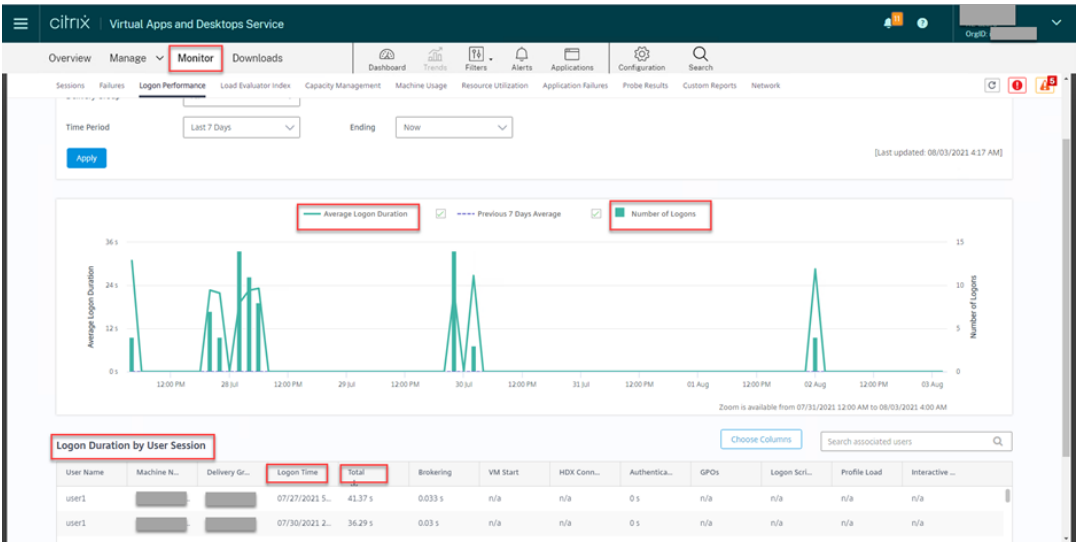 citrix | Virtual Apps and Desktops Service 11 ?
OrgID:
Overview Manage Monitor Downloads Dashboard Trends Filters Alerts Applications Configuration Search
Sessions Failures Logon Performance Load Evaluator Index Capacity Management Machine Usage Resource Utilization Application Failures Probe Results Custom Reports Network 5
Time Period Last 7 Days Ending Now
Apply [Last updated: 08/03/2021 4:17 AM]
Average Logon Duration Previous 7 Days Average Number of Logons
36 s 15
24 s 10
12 s 5
0 s 0
Average Logon Duration
Number of Logons
12:00 PM 28 Jul 12:00 PM 29 Jul 12:00 PM 30 Jul 12:00 PM 31 Jul 12:00 PM 01 Aug 12:00 PM 02 Aug 12:00 PM 03 Aug
Zoom is available from 07/31/2021 12:00 AM to 08/03/2021 4:00 AM
Logon Duration by User Session Choose Columns Search associated users
User Name Machine N... Delivery Gr... Logon Time Total Brokering VM Start HDX Conn... Authentica... GPOs Logon Scri... Profile Load Interactive ...
user1 07/27/2021 5... 41.37 s 0.033 s n/a n/a 0 s n/a n/a n/a n/a
user1 07/30/2021 2... 36.29 s 0.03 s n/a n/a 0 s n/a n/a n/a n/a